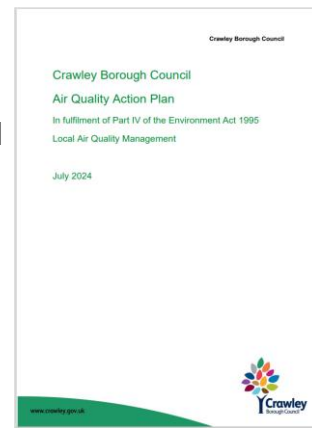 Crawley Borough Council
Crawley Borough Council
Air Quality Action Plan
In fulfilment of Part IV of the Environment Act 1995
Local Air Quality Management
July 2024
www.crawley.gov.uk
Crawley
Borough Council